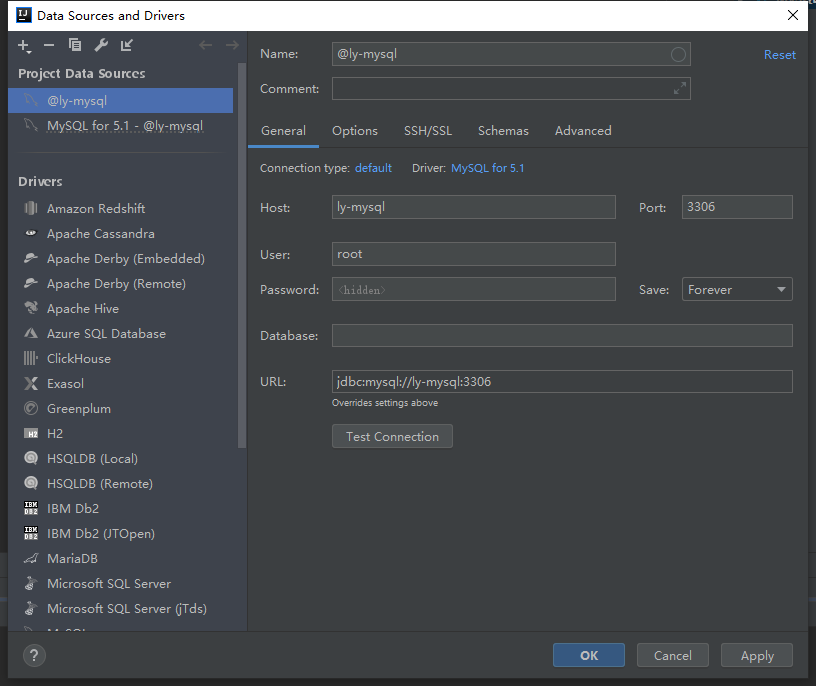 Data Sources and Drivers
Project Data Sources
@ly-mysql
MySQL for 5.1 - @ly-mysql
Drivers
Amazon Redshift
Apache Cassandra
Apache Derby (Embedded)
Apache Derby (Remote)
Apache Hive
Azure SQL Database
ClickHouse
Exasol
Greenplum
H2 H2
HSQLDB (Local)
HSQLDB (Remote)
IBM DB2 IBM Db2
IBM DB2 IBM Db2 (JTOpen)
MariaDB
Microsoft SQL Server
Microsoft SQL Server (jTds)
?
Name: @ly-mysql Reset
Comment:
General Options SSH/SSL Schemas Advanced
Connection type: default Driver: MySQL for 5.1
Host: ly-mysql Port: 3306
User: root
Password: <hidden> Save: Forever
Database:
URL: jdbc:mysql://ly-mysql:3306
Overrides settings above
Test Connection
OK Cancel Apply